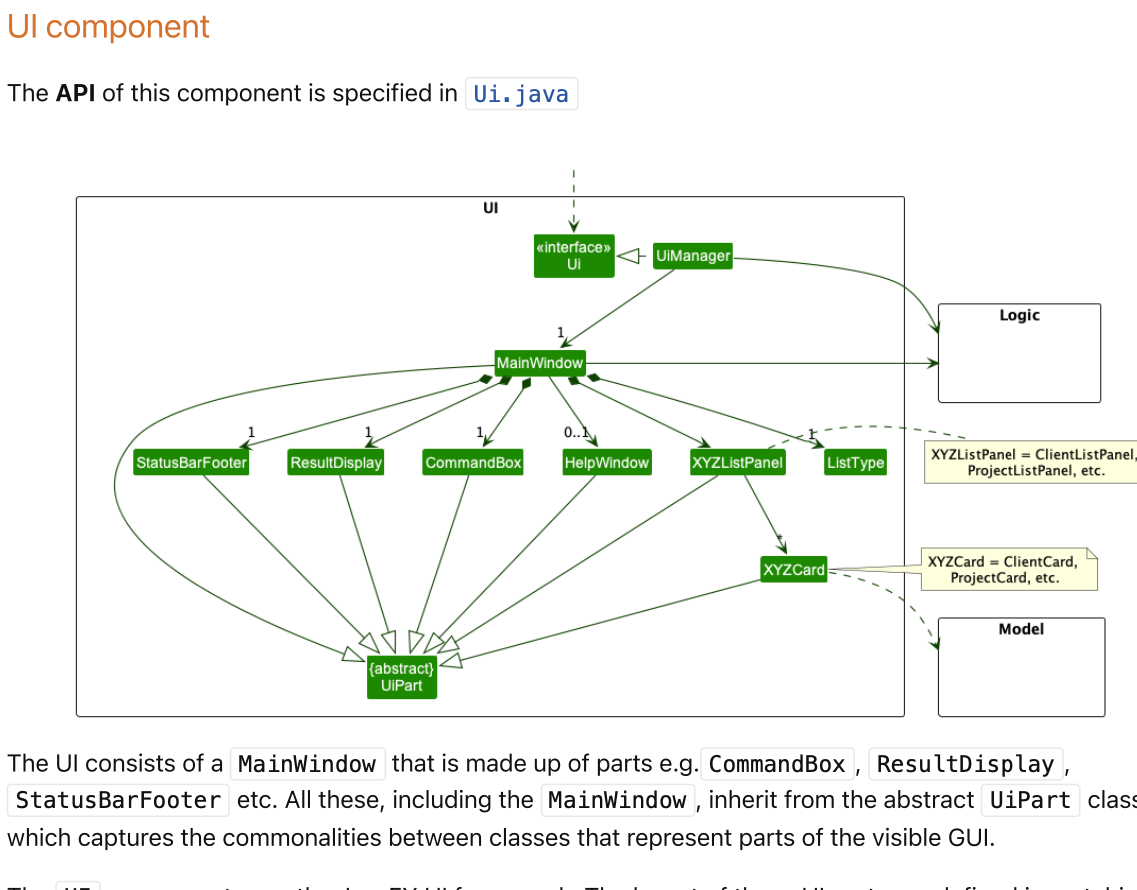 UI component
The API of this component is specified in Ui.java
UI
«interface»
Ui
UiManager
Logic
1
MainWindow
1
1
1
0..1
1
StatusBarFooter
ResultDisplay
CommandBox
HelpWindow
XYZListPanel
ListType
XYZListPanel = ClientListPanel,
ProjectListPanel, etc.
*
XYZCard
XYZCard = ClientCard,
ProjectCard, etc.
Model
{abstract}
UiPart
The UI consists of a MainWindow that is made up of parts e.g. CommandBox, ResultDisplay,
StatusBarFooter etc. All these, including the MainWindow, inherit from the abstract UiPart clas
which captures the commonalities between classes that represent parts of the visible GUI.